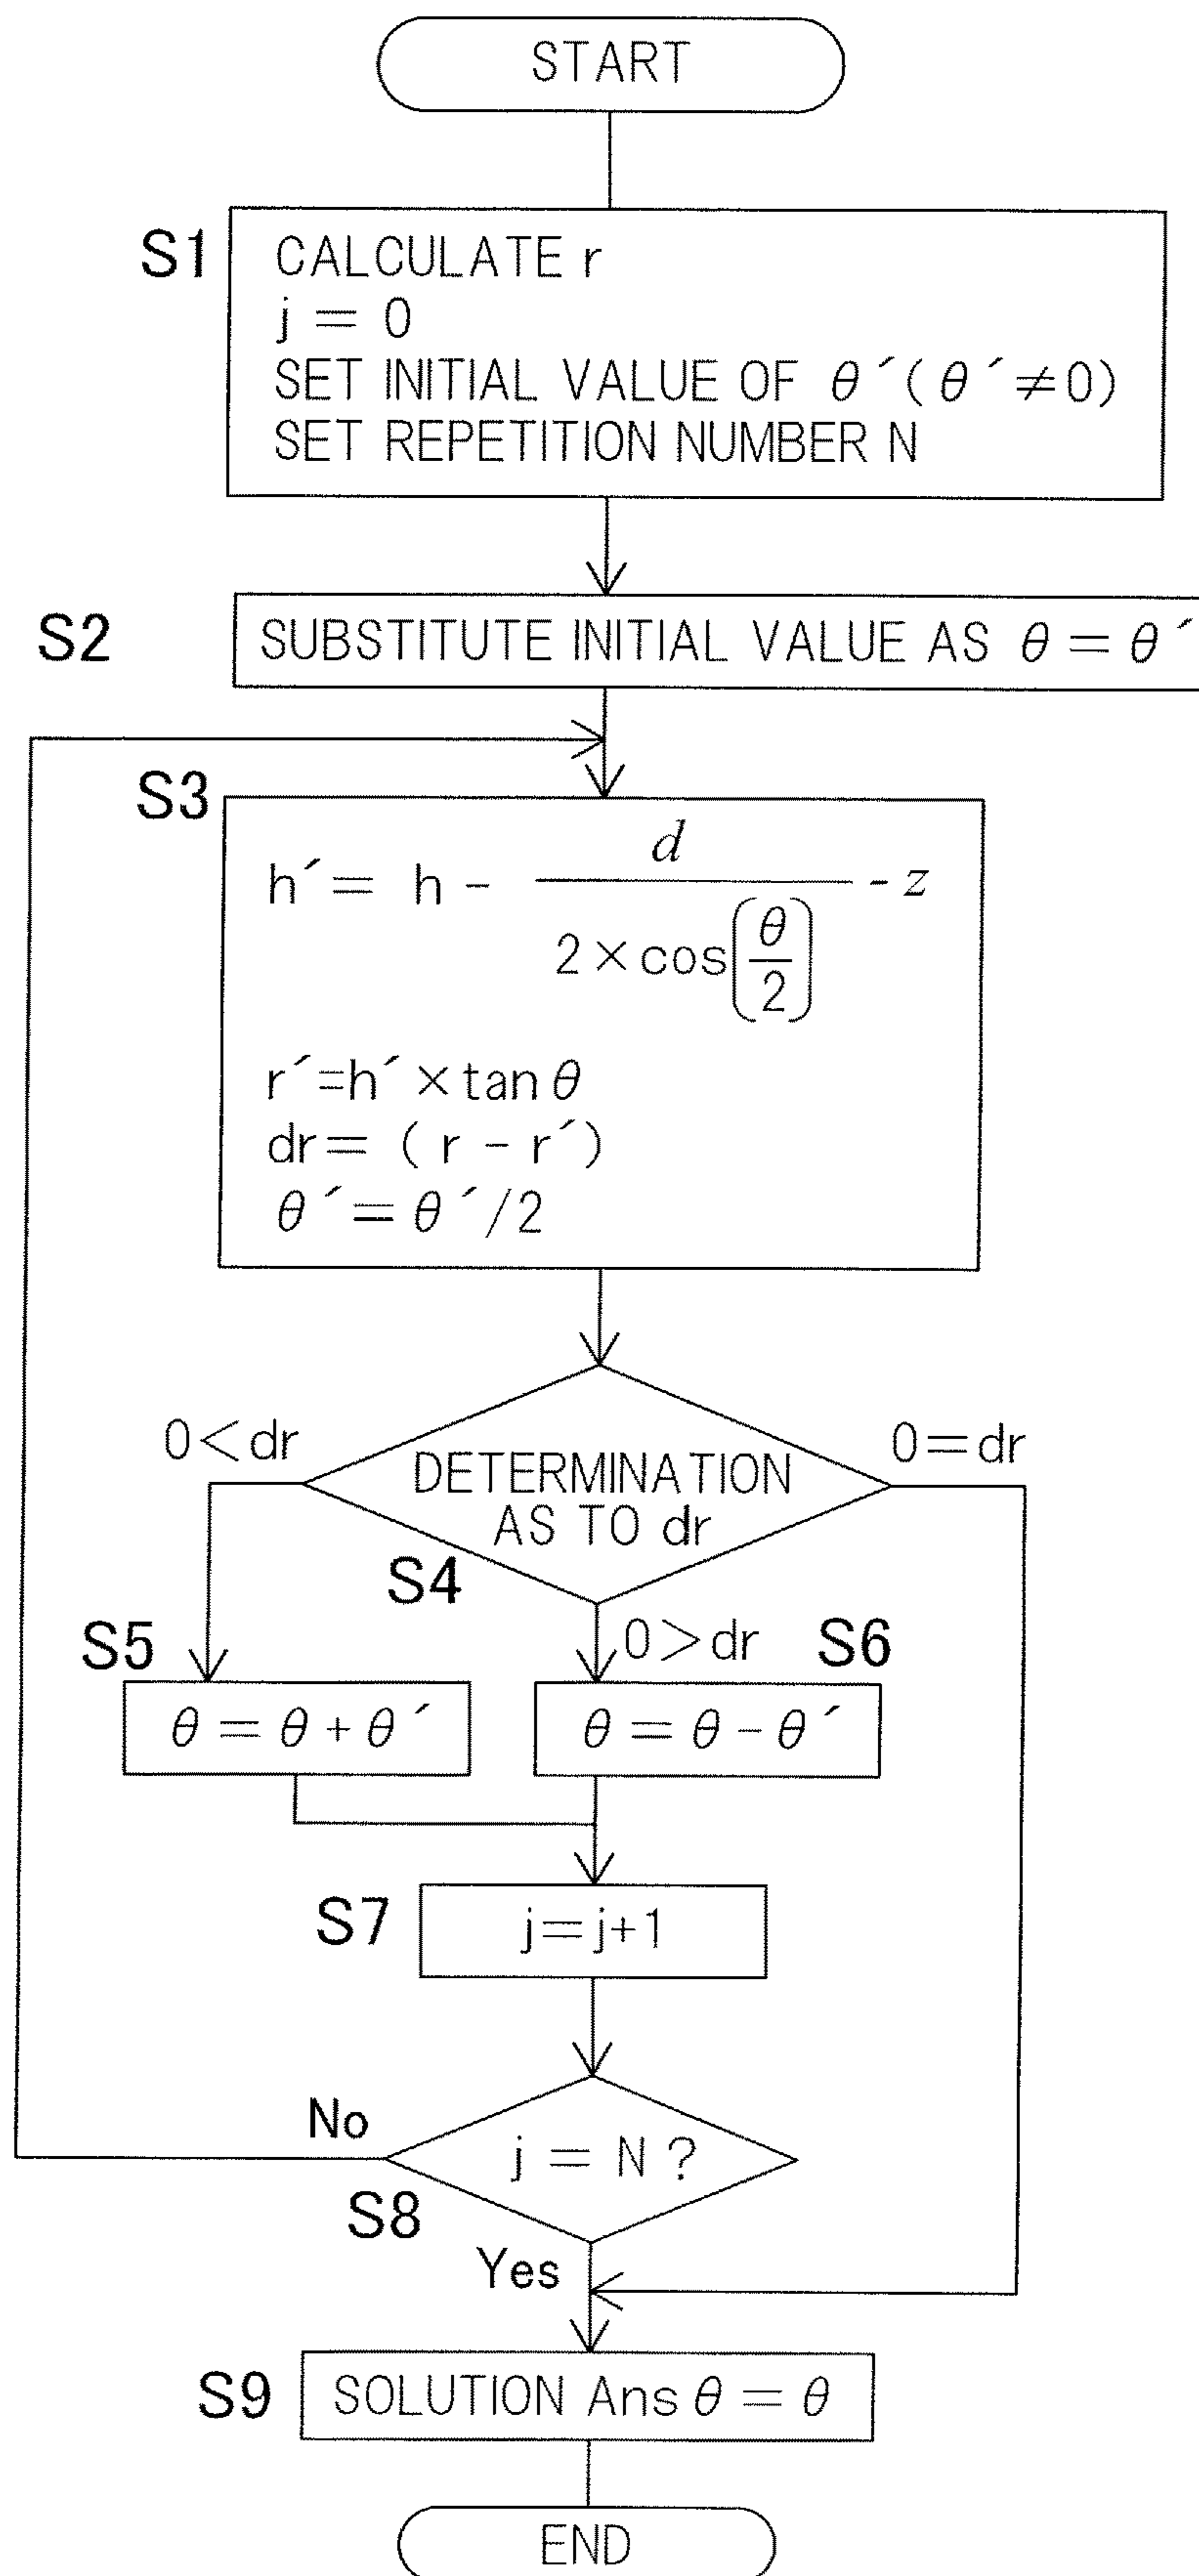 START
S1
CALCULATE r
j = 0
SET INITIAL VALUE OF θ´(θ´≠0)
SET REPETITION NUMBER N
S2
SUBSTITUTE INITIAL VALUE AS θ = θ´
S3
h´= h - d / (2×cos(θ/2)) - z
r´=h´×tanθ
dr= ( r - r´)
θ´= θ´/2
0<dr
0=dr
DETERMINATION
AS TO dr
S4
S5
0>dr
S6
θ = θ + θ´
θ = θ - θ´
S7
j=j+1
No
j = N ?
S8
Yes
S9
SOLUTION Ans θ = θ
END